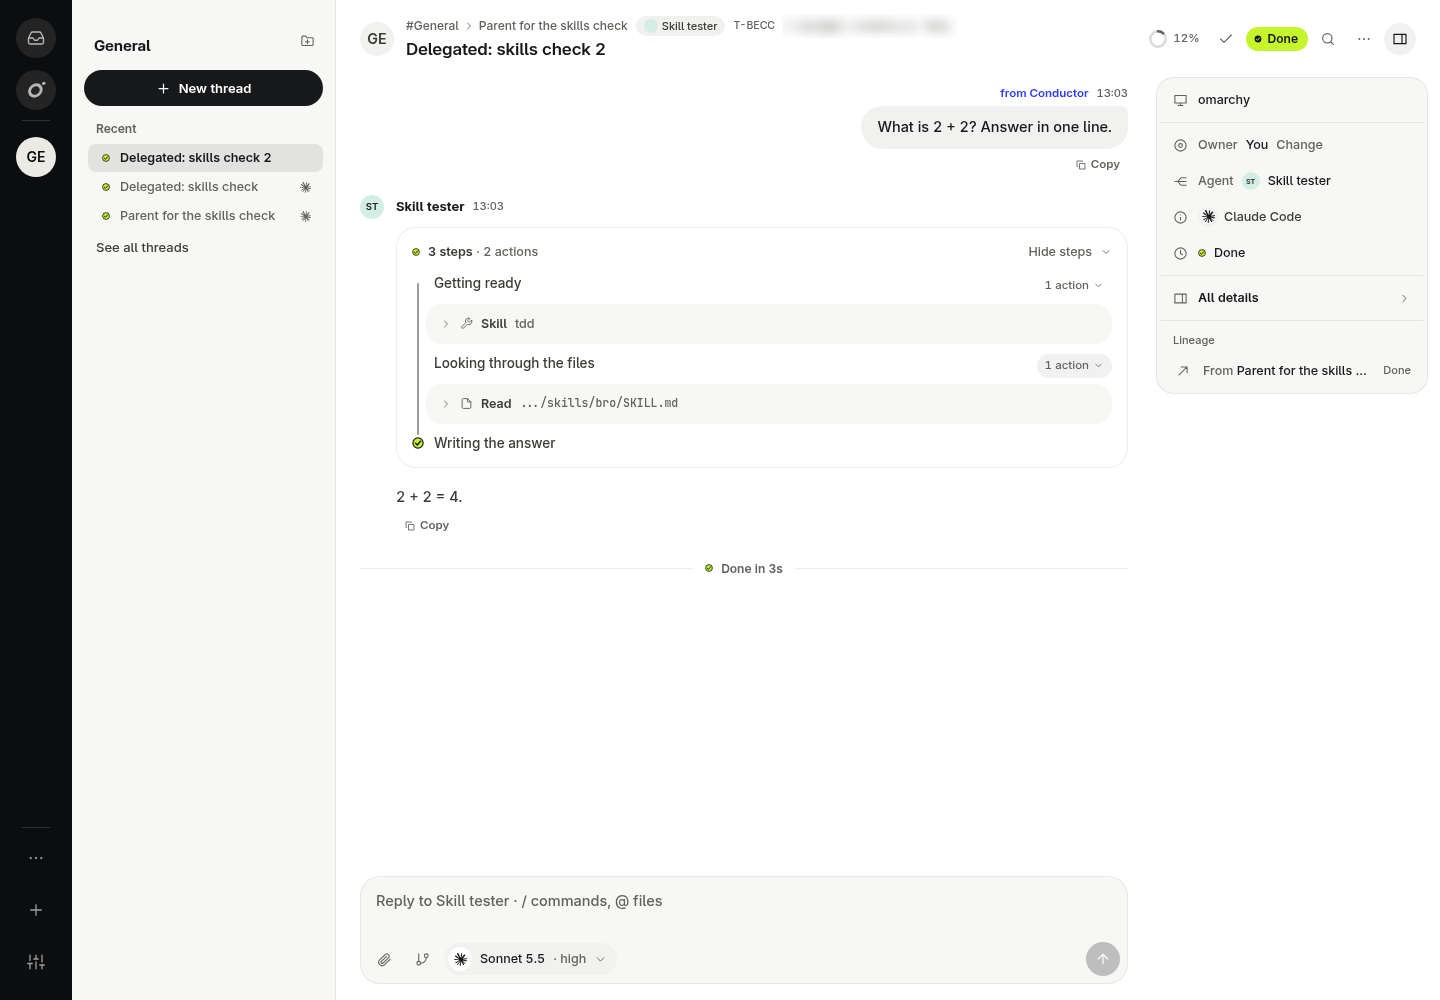 GE
General
New thread
Recent
Delegated: skills check 2
Delegated: skills check
Parent for the skills check
See all threads
GE
#General > Parent for the skills check ST Skill tester T-BECC
Delegated: skills check 2
12%
Done
from Conductor 13:03
What is 2 + 2? Answer in one line.
Copy
ST Skill tester 13:03
3 steps · 2 actions Hide steps
Getting ready 1 action
Skill tdd
Looking through the files 1 action
Read .../skills/bro/SKILL.md
Writing the answer
2 + 2 = 4.
Copy
Done in 3s
Reply to Skill tester · / commands, @ files
Sonnet 5.5 · high
omarchy
Owner You Change
Agent ST Skill tester
Claude Code
Done
All details
Lineage
From Parent for the skills ... Done